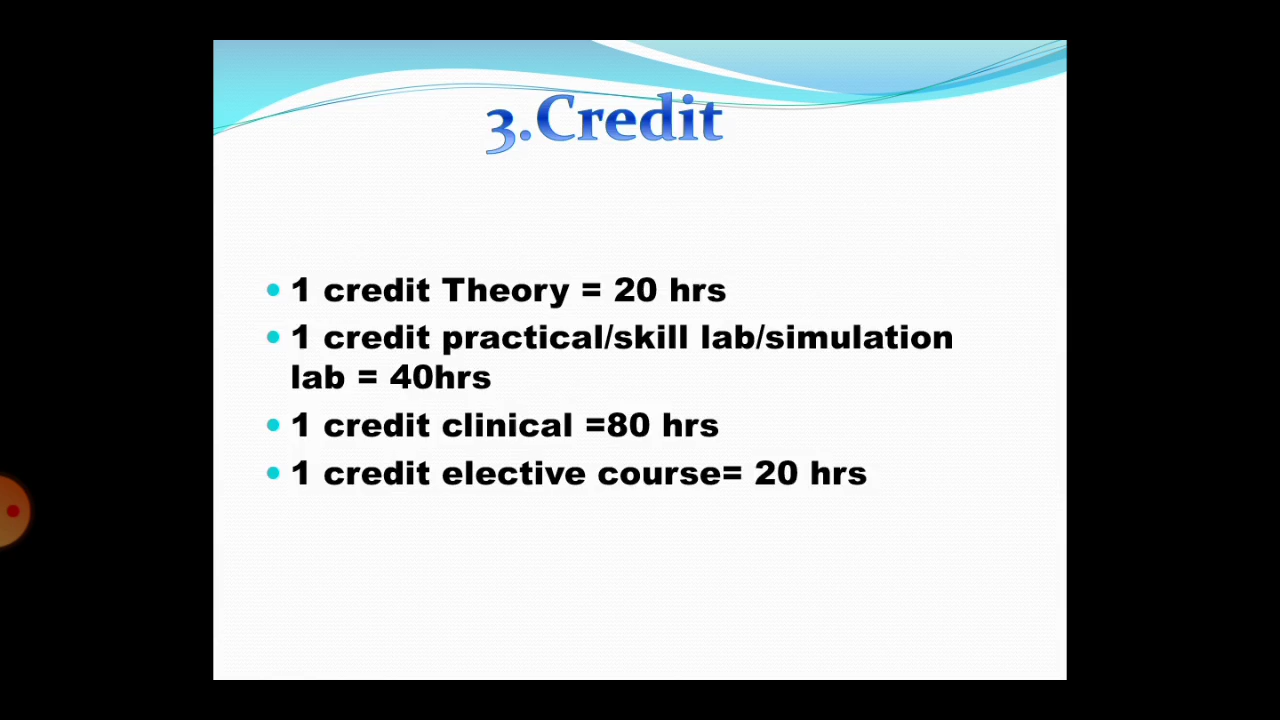 3.Credit
1 credit Theory = 20 hrs
1 credit practical/skill lab/simulation
lab = 40hrs
1 credit clinical =80 hrs
1 credit elective course= 20 hrs